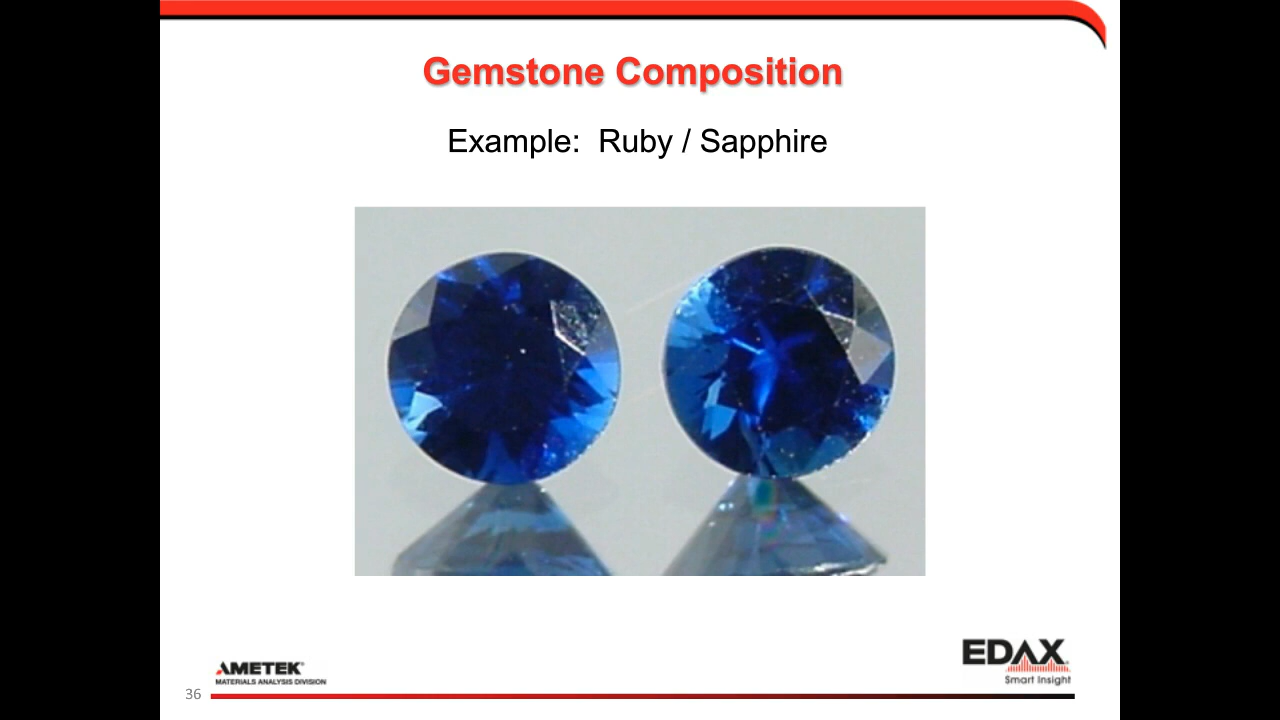 Gemstone Composition
Example: Ruby / Sapphire
AMETEK®
MATERIALS ANALYSIS DIVISION
EDAX
Smart Insight
36